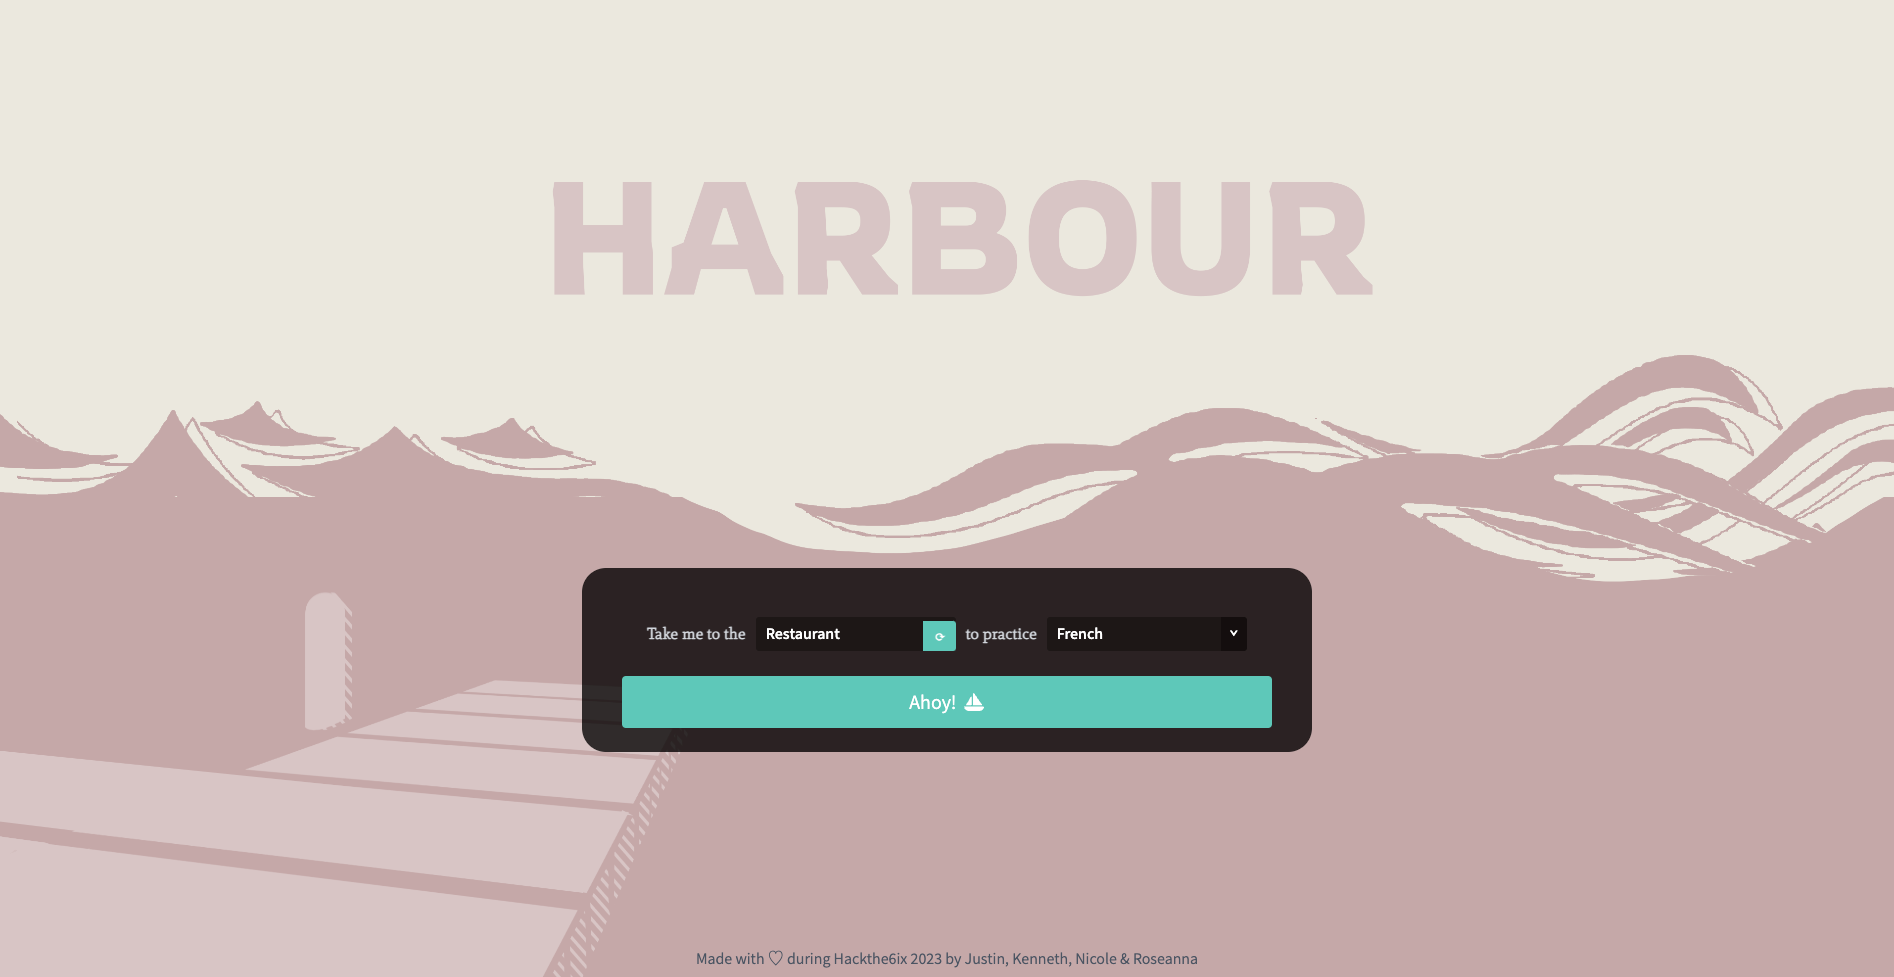 HARBOUR
Take me to the Restaurant ⟳ to practice French
Ahoy!
Made with ♡ during Hackthe6ix 2023 by Justin, Kenneth, Nicole & Roseanna